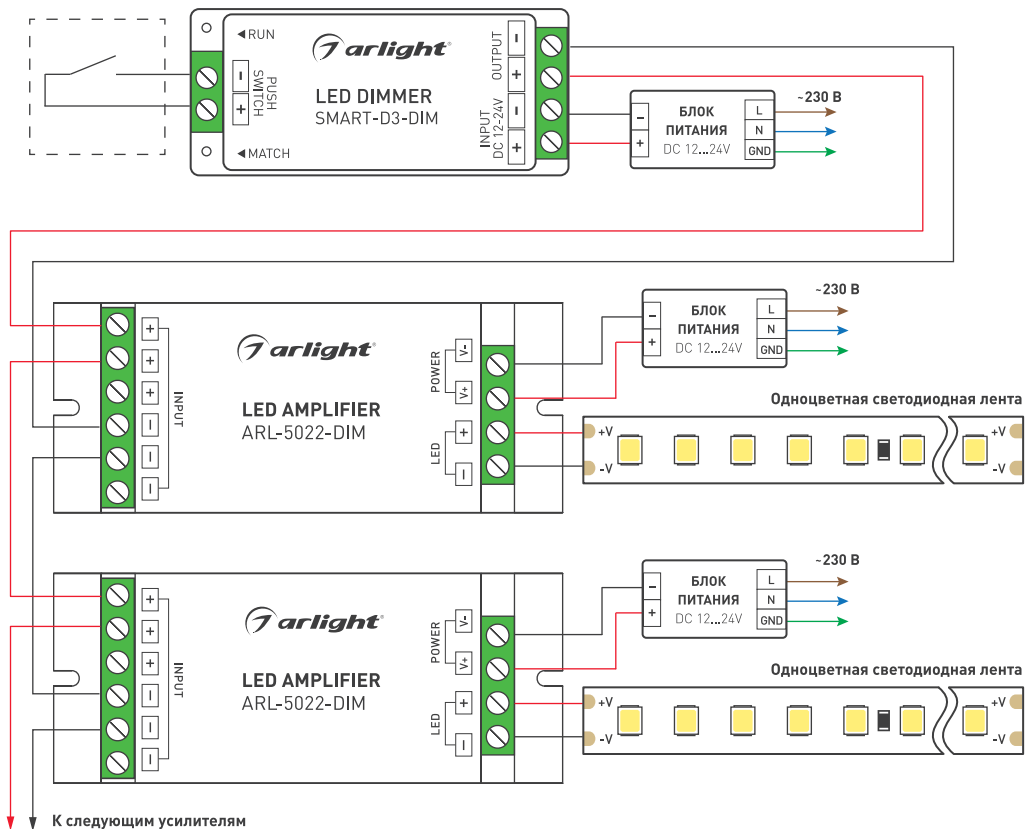 RUN
arlight
LED DIMMER
SMART-D3-DIM
MATCH
- + PUSH SWITCH
OUTPUT - +
INPUT DC 12-24V - +
БЛОК ПИТАНИЯ
DC 12...24V
- +
L
N
GND
~230 В
arlight
LED AMPLIFIER
ARL-5022-DIM
+
+
+
−
−
−
INPUT
POWER V- V+
LED + −
БЛОК ПИТАНИЯ
DC 12...24V
- +
L
N
GND
~230 В
Одноцветная светодиодная лента
+V
-V
+V
-V
arlight
LED AMPLIFIER
ARL-5022-DIM
+
+
+
−
−
−
INPUT
POWER V- V+
LED + −
БЛОК ПИТАНИЯ
DC 12...24V
- +
L
N
GND
~230 В
Одноцветная светодиодная лента
+V
-V
+V
-V
К следующим усилителям